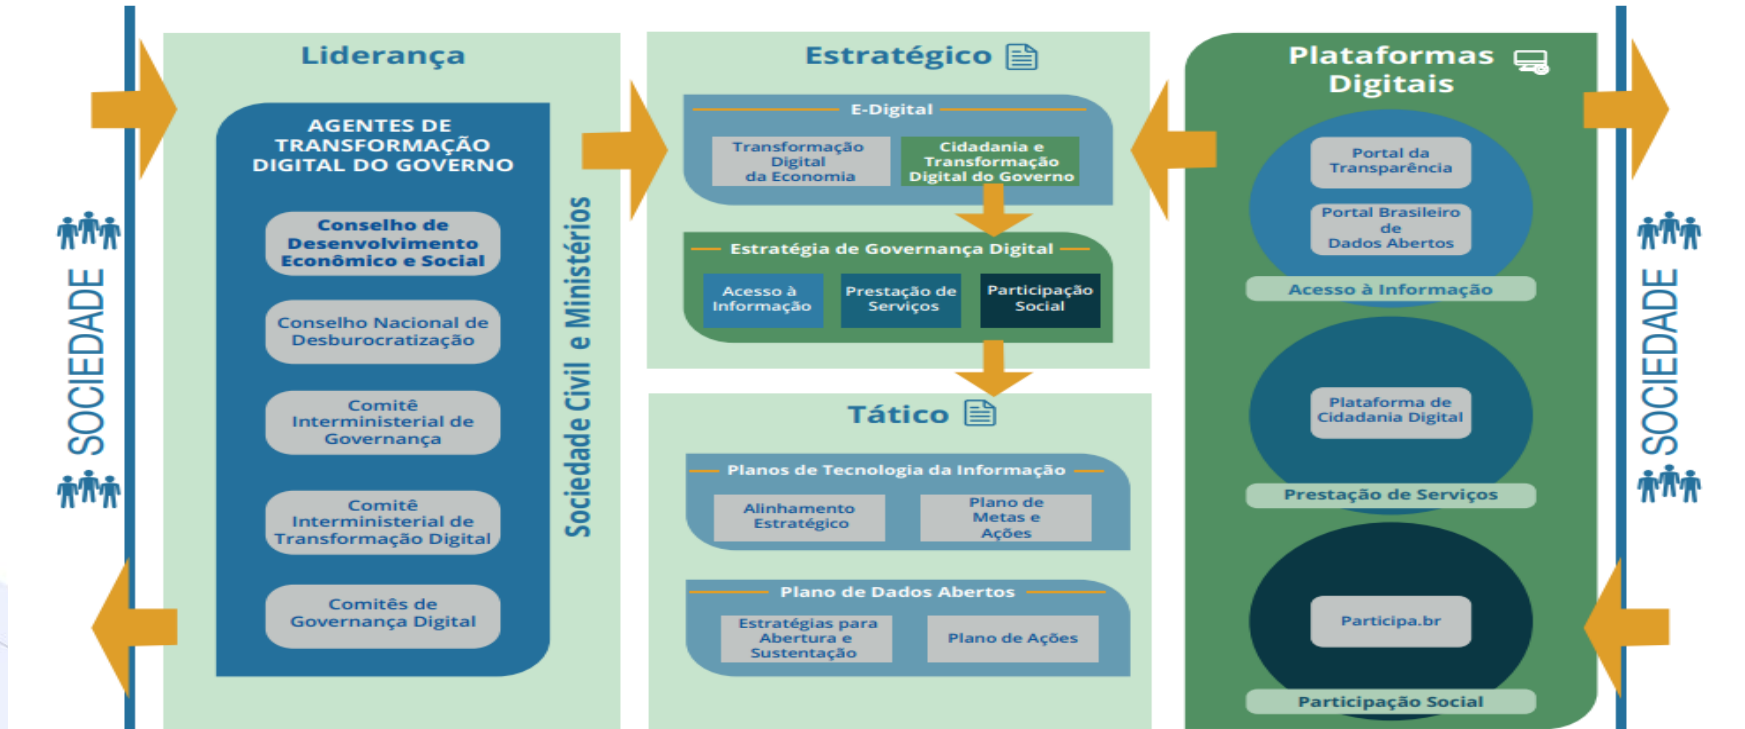 SOCIEDADE
Liderança
AGENTES DE
TRANSFORMAÇÃO
DIGITAL DO GOVERNO
Conselho de
Desenvolvimento
Econômico e Social
Conselho Nacional de
Desburocratização
Comitê
Interministerial de
Governança
Comitê
Interministerial de
Transformação Digital
Comitês de
Governança Digital
Sociedade Civil e Ministérios
Estratégico
E-Digital
Transformação
Digital
da Economia
Cidadania e
Transformação
Digital do Governo
Estratégia de Governança Digital
Acesso à
Informação
Prestação de
Serviços
Participação
Social
Tático
Planos de Tecnologia da Informação
Alinhamento
Estratégico
Plano de
Metas e
Ações
Plano de Dados Abertos
Estratégias para
Abertura e
Sustentação
Plano de Ações
Plataformas
Digitais
Portal da
Transparência
Portal Brasileiro
de
Dados Abertos
Acesso à Informação
Plataforma de
Cidadania Digital
Prestação de Serviços
Participa.br
Participação Social
SOCIEDADE